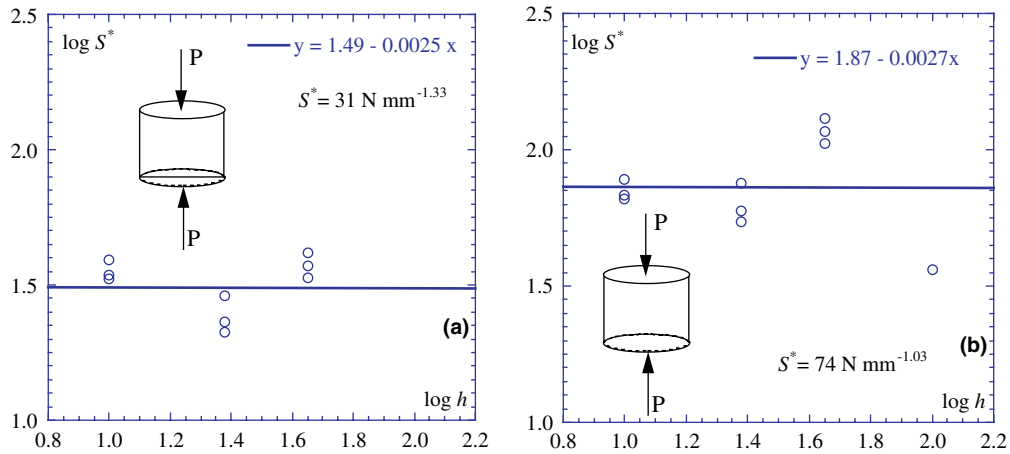 2.5
log S*
P
y = 1.49 - 0.0025 x
S* = 31 N mm-1.33
2.0
P
1.5
(a)
log h
1.0
0.8 1.0 1.2 1.4 1.6 1.8 2.0 2.2
2.5
log S*
y = 1.87 - 0.0027x
2.0
P
1.5
(b)
S* = 74 N mm-1.03
P
log h
1.0
0.8 1.0 1.2 1.4 1.6 1.8 2.0 2.2